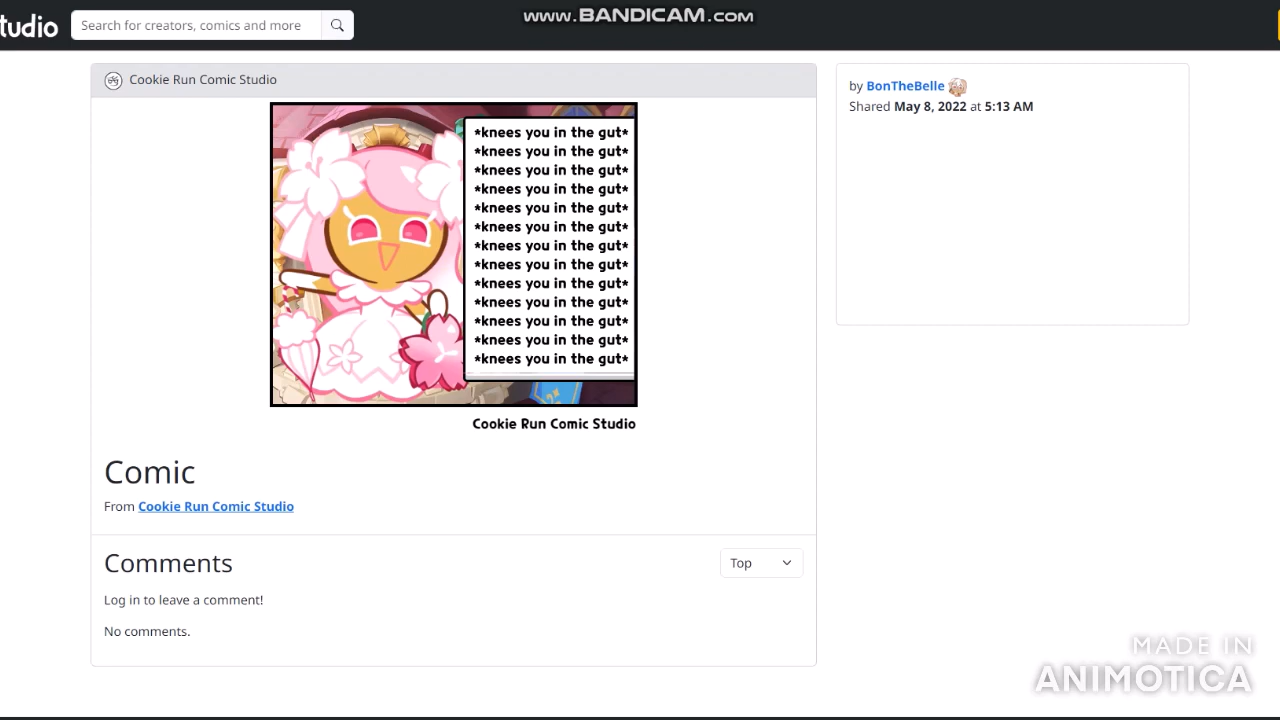 tudio
Search for creators, comics and more
www.BANDICAM.com
Cookie Run Comic Studio
*knees you in the gut*
*knees you in the gut*
*knees you in the gut*
*knees you in the gut*
*knees you in the gut*
*knees you in the gut*
*knees you in the gut*
*knees you in the gut*
*knees you in the gut*
*knees you in the gut*
*knees you in the gut*
*knees you in the gut*
*knees you in the gut*
Cookie Run Comic Studio
Comic
From Cookie Run Comic Studio
Comments
Top
Log in to leave a comment!
No comments.
by BonTheBelle
Shared May 8, 2022 at 5:13 AM
MADE IN
ANIMOTICA